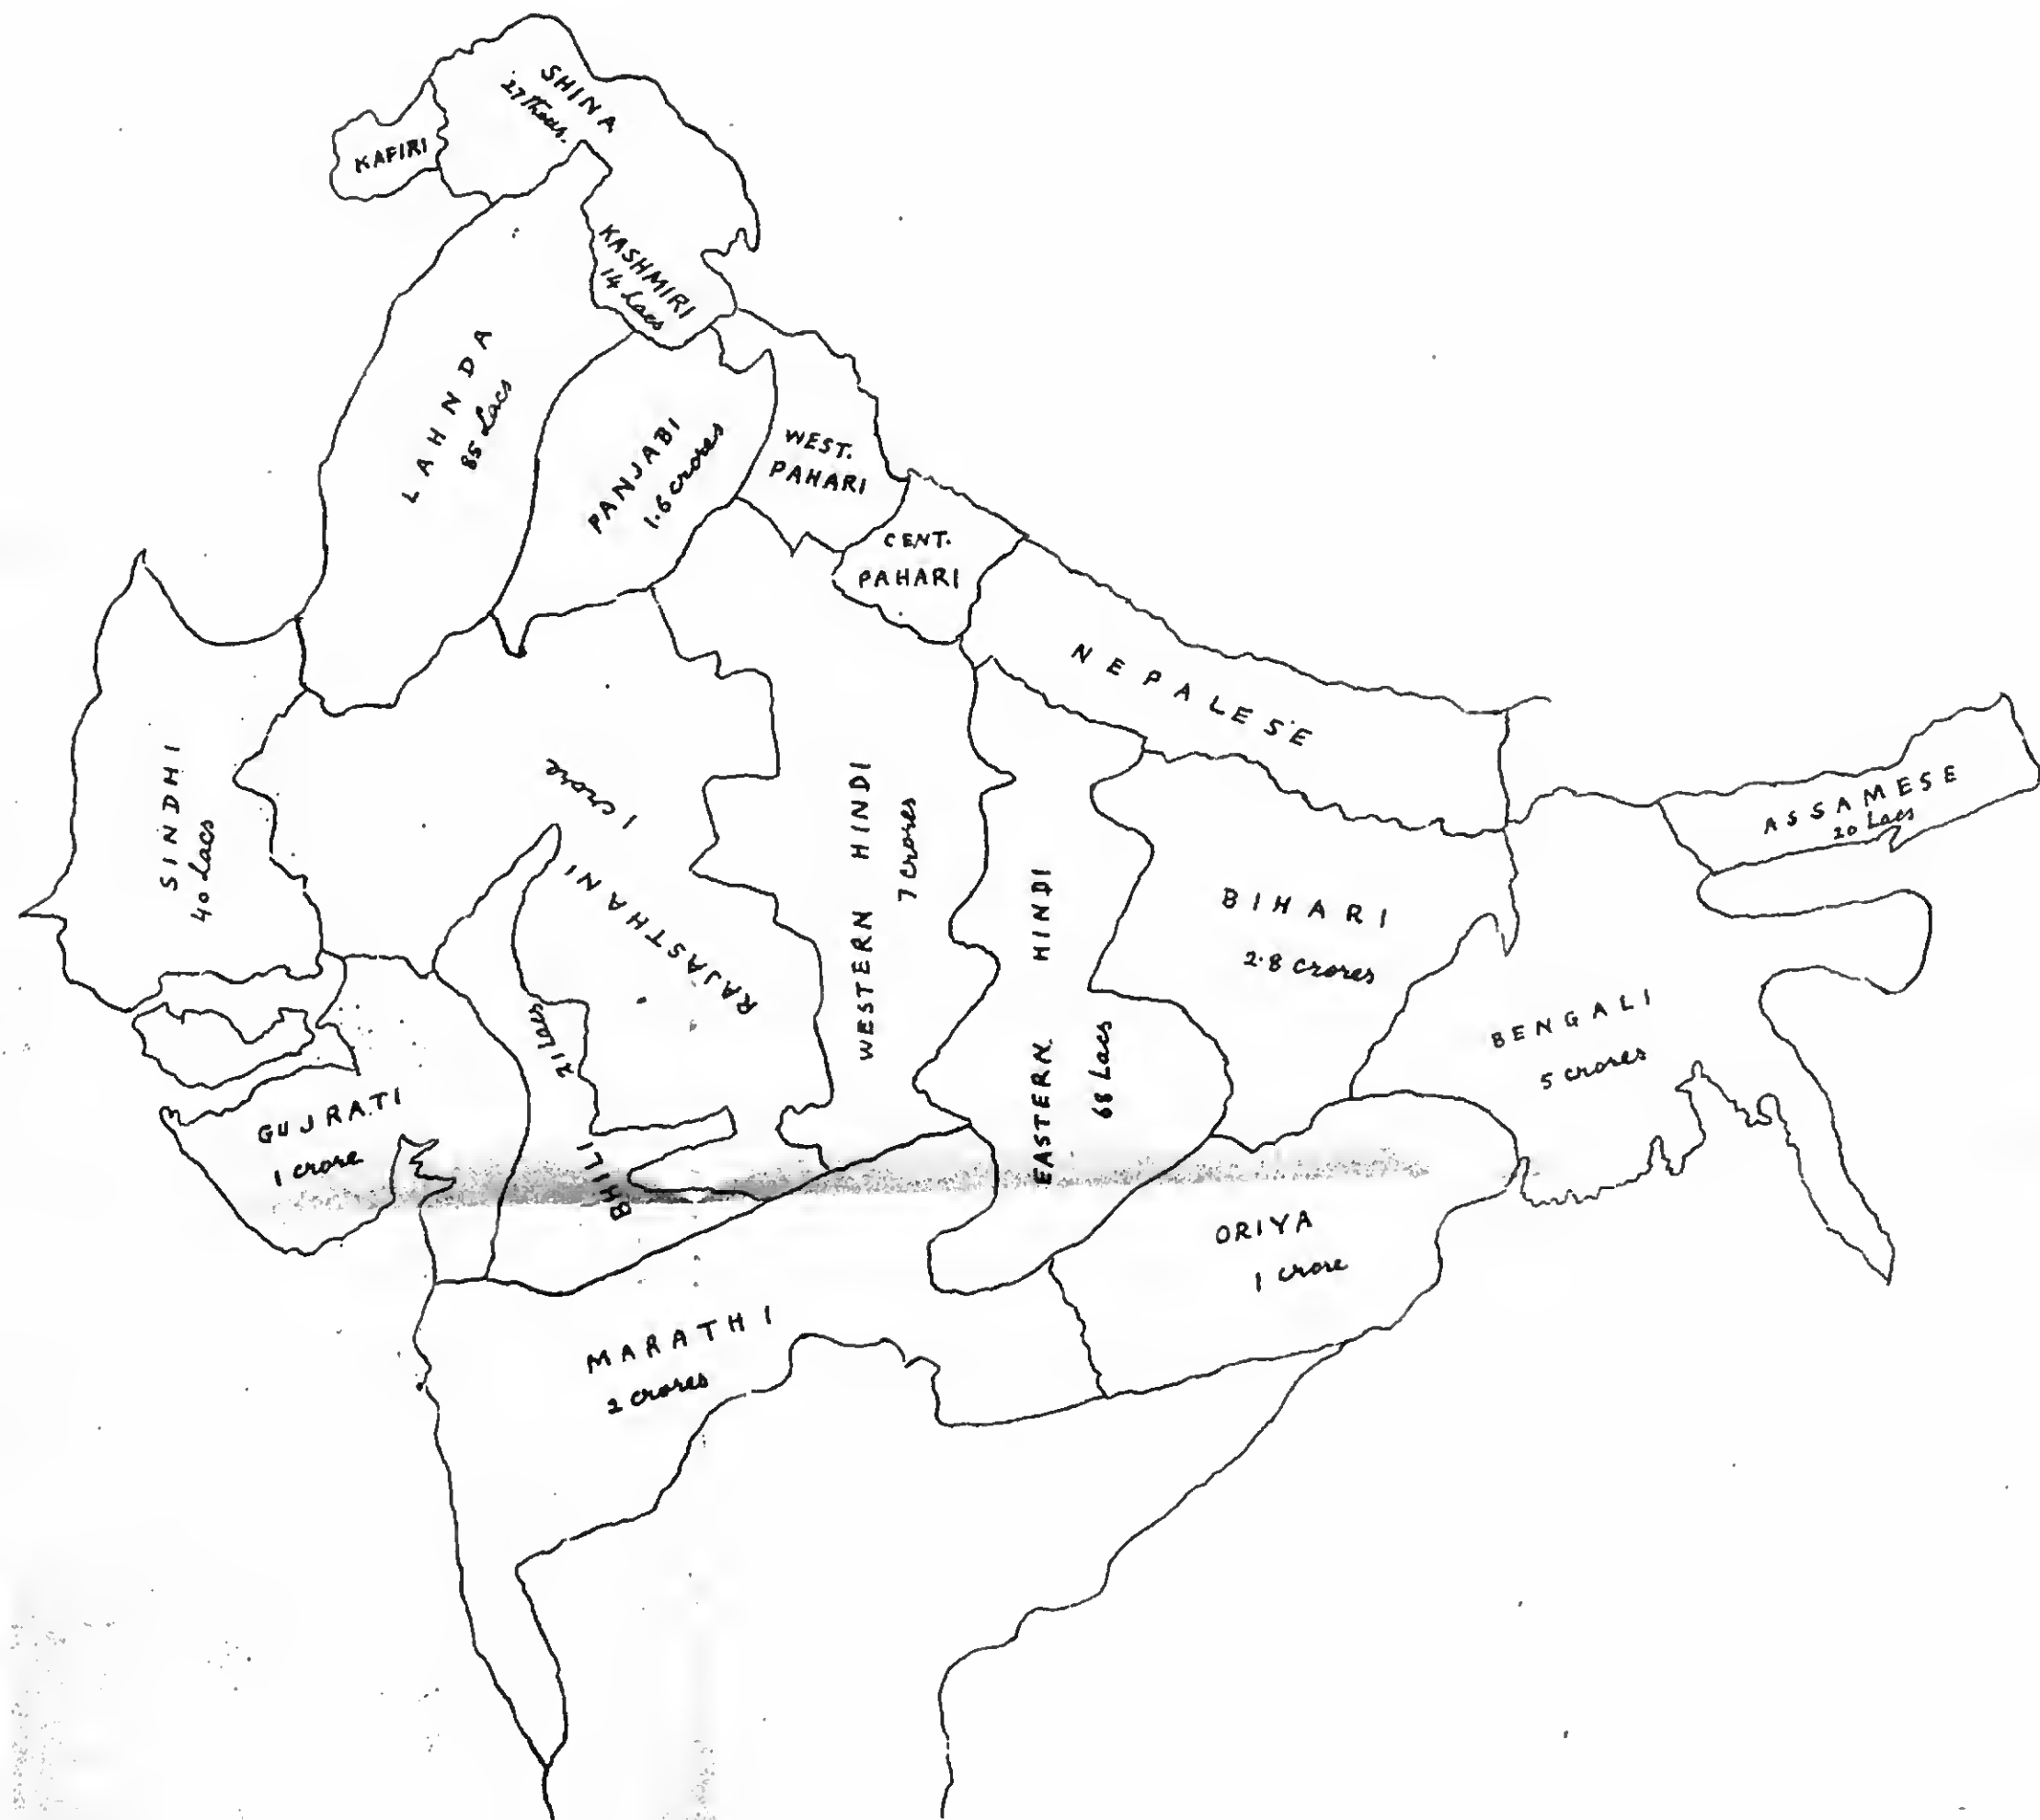 SHINA
27 Thous.
KAFIRI
KASHMIRI
14 Lacs
LAHNDA
85 Lacs
PANJABI
1.6 crores
WEST.
PAHARI
CENT.
PAHARI
NEPALESE
ASSAMESE
20 Lacs
SINDHI
40 Lacs
RAJASTHANI
1 crore
WESTERN HINDI
7 crores
EASTERN HINDI
68 Lacs
BIHARI
2.8 crores
BENGALI
5 crores
GUJRATI
1 crore
BHILI
21 Lacs
ORIYA
1 crore
MARATHI
2 crores